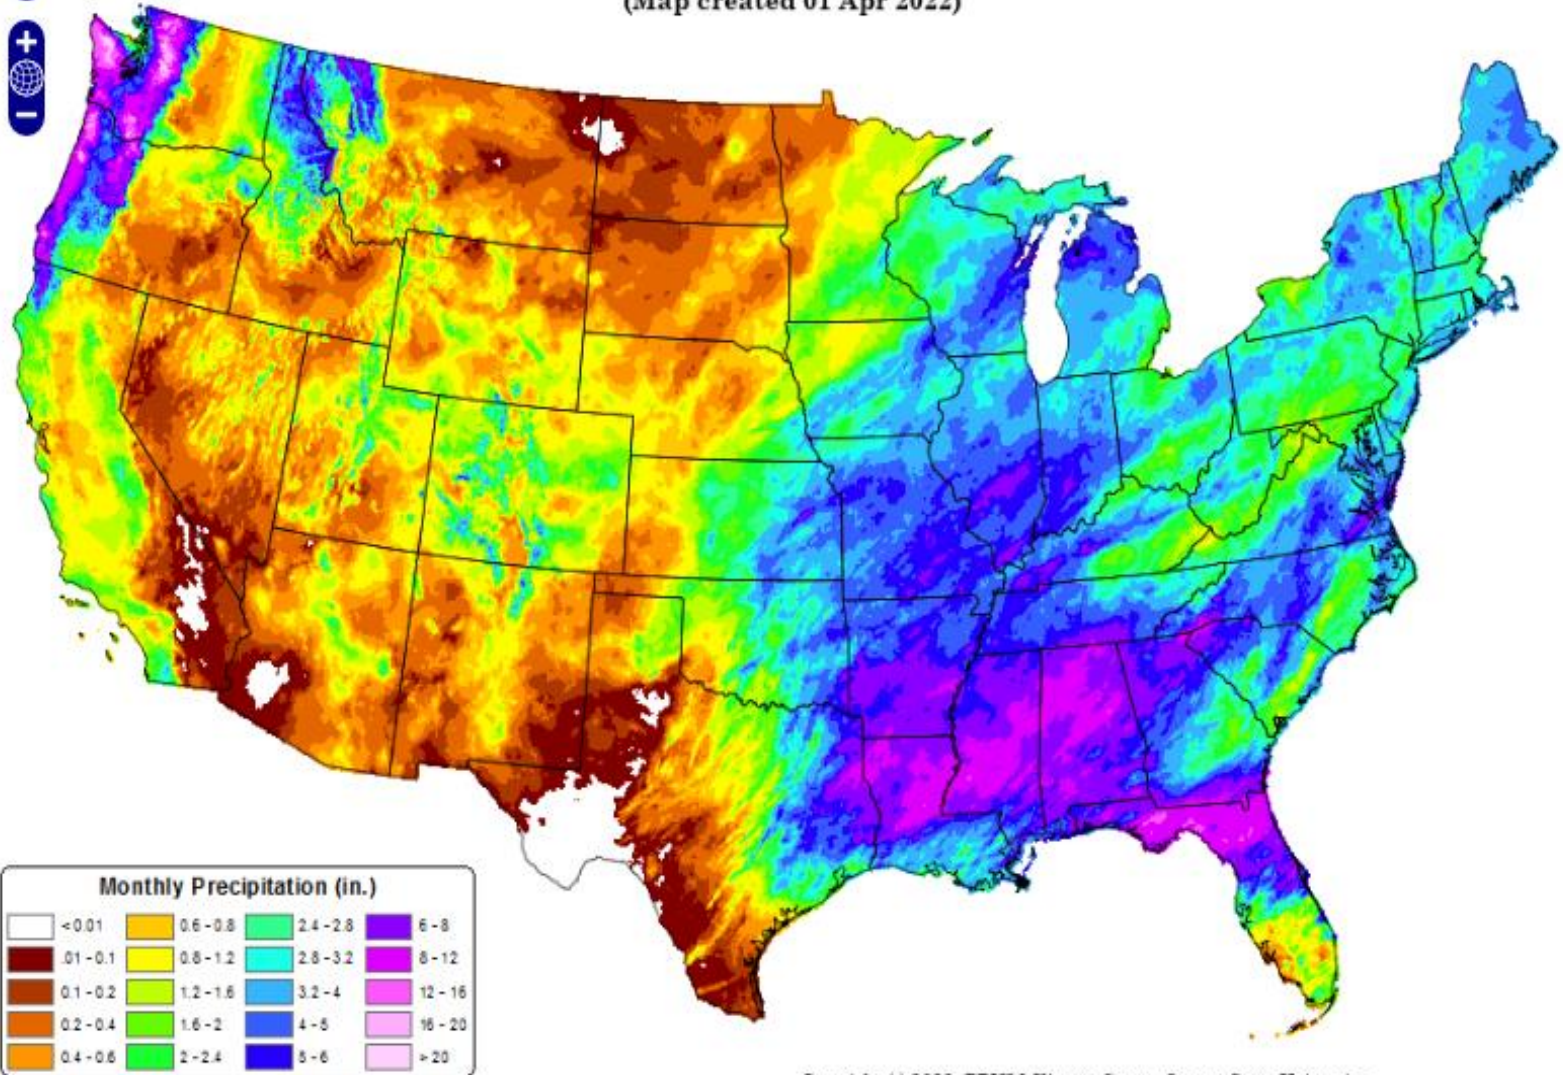 (Map created 01 Apr 2022)
+
−
Monthly Precipitation (in.)
< 0.01 0.6 - 0.8 2.4 - 2.8 6 - 8
.01 - 0.1 0.8 - 1.2 2.8 - 3.2 8 - 12
0.1 - 0.2 1.2 - 1.6 3.2 - 4 12 - 16
0.2 - 0.4 1.6 - 2 4 - 5 16 - 20
0.4 - 0.6 2 - 2.4 5 - 6 > 20